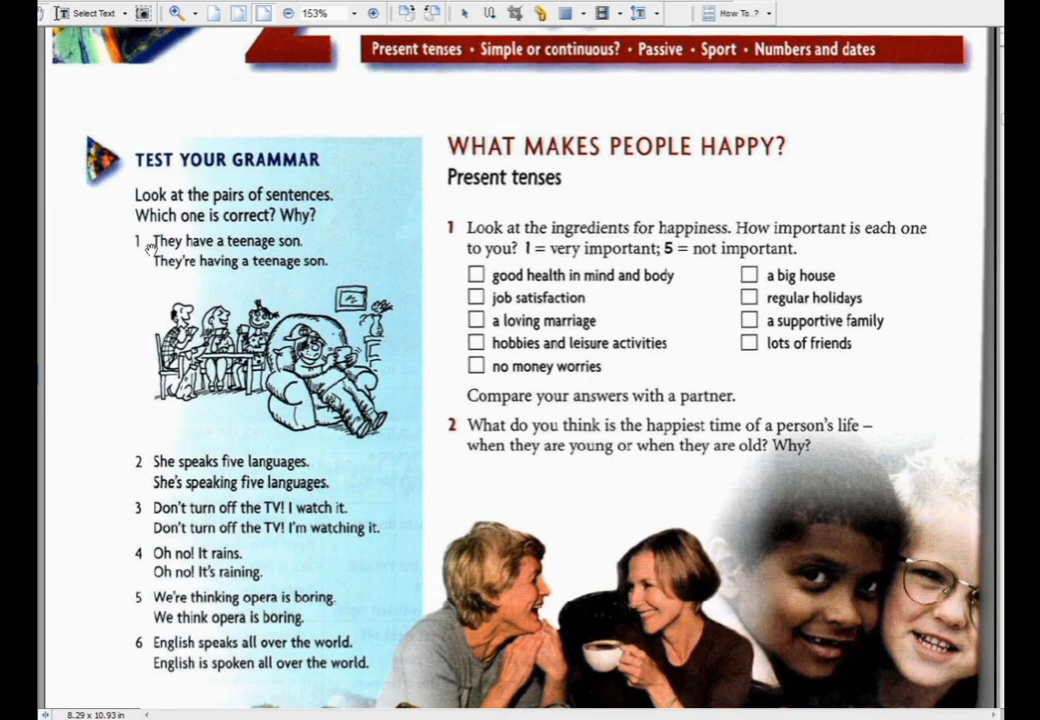 Select Text
153%
How To..?
2
Present tenses • Simple or continuous? • Passive • Sport • Numbers and dates
TEST YOUR GRAMMAR
Look at the pairs of sentences.
Which one is correct? Why?
1 They have a teenage son.
They're having a teenage son.
2 She speaks five languages.
She's speaking five languages.
3 Don't turn off the TV! I watch it.
Don't turn off the TV! I'm watching it.
4 Oh no! It rains.
Oh no! It's raining.
5 We're thinking opera is boring.
We think opera is boring.
6 English speaks all over the world.
English is spoken all over the world.
WHAT MAKES PEOPLE HAPPY?
Present tenses
1 Look at the ingredients for happiness. How important is each one
to you? 1 = very important; 5 = not important.
good health in mind and body
job satisfaction
a loving marriage
hobbies and leisure activities
no money worries
a big house
regular holidays
a supportive family
lots of friends
Compare your answers with a partner.
2 What do you think is the happiest time of a person's life –
when they are young or when they are old? Why?
8.29 x 10.93 in